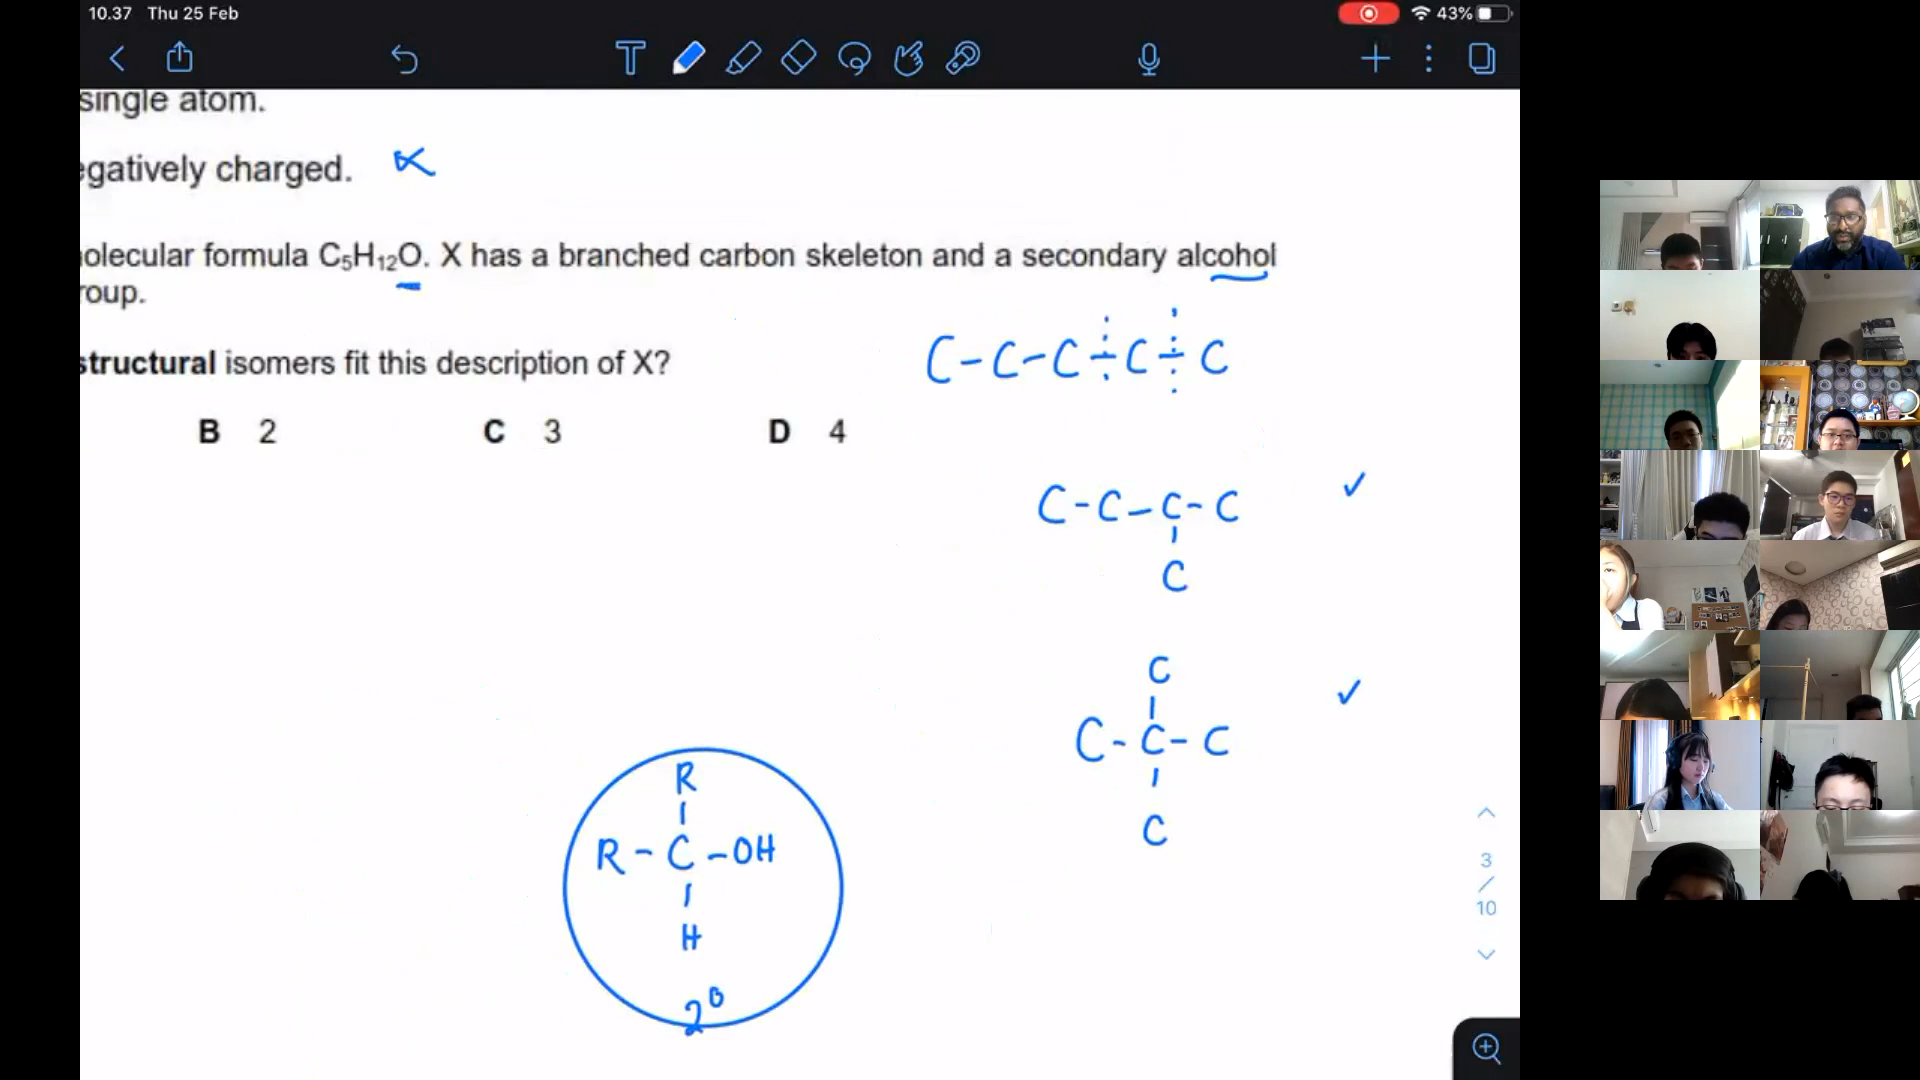 10.37 Thu 25 Feb
43%
single atom.
egatively charged.
olecular formula C₅H₁₂O. X has a branched carbon skeleton and a secondary alcohol
roup.
structural isomers fit this description of X?
B 2 C 3 D 4
C-C-C-C-C
C-C-C-C ✓
C
C
C-C-C ✓
C
R
R-C-OH
H
2⁰
3
/
10